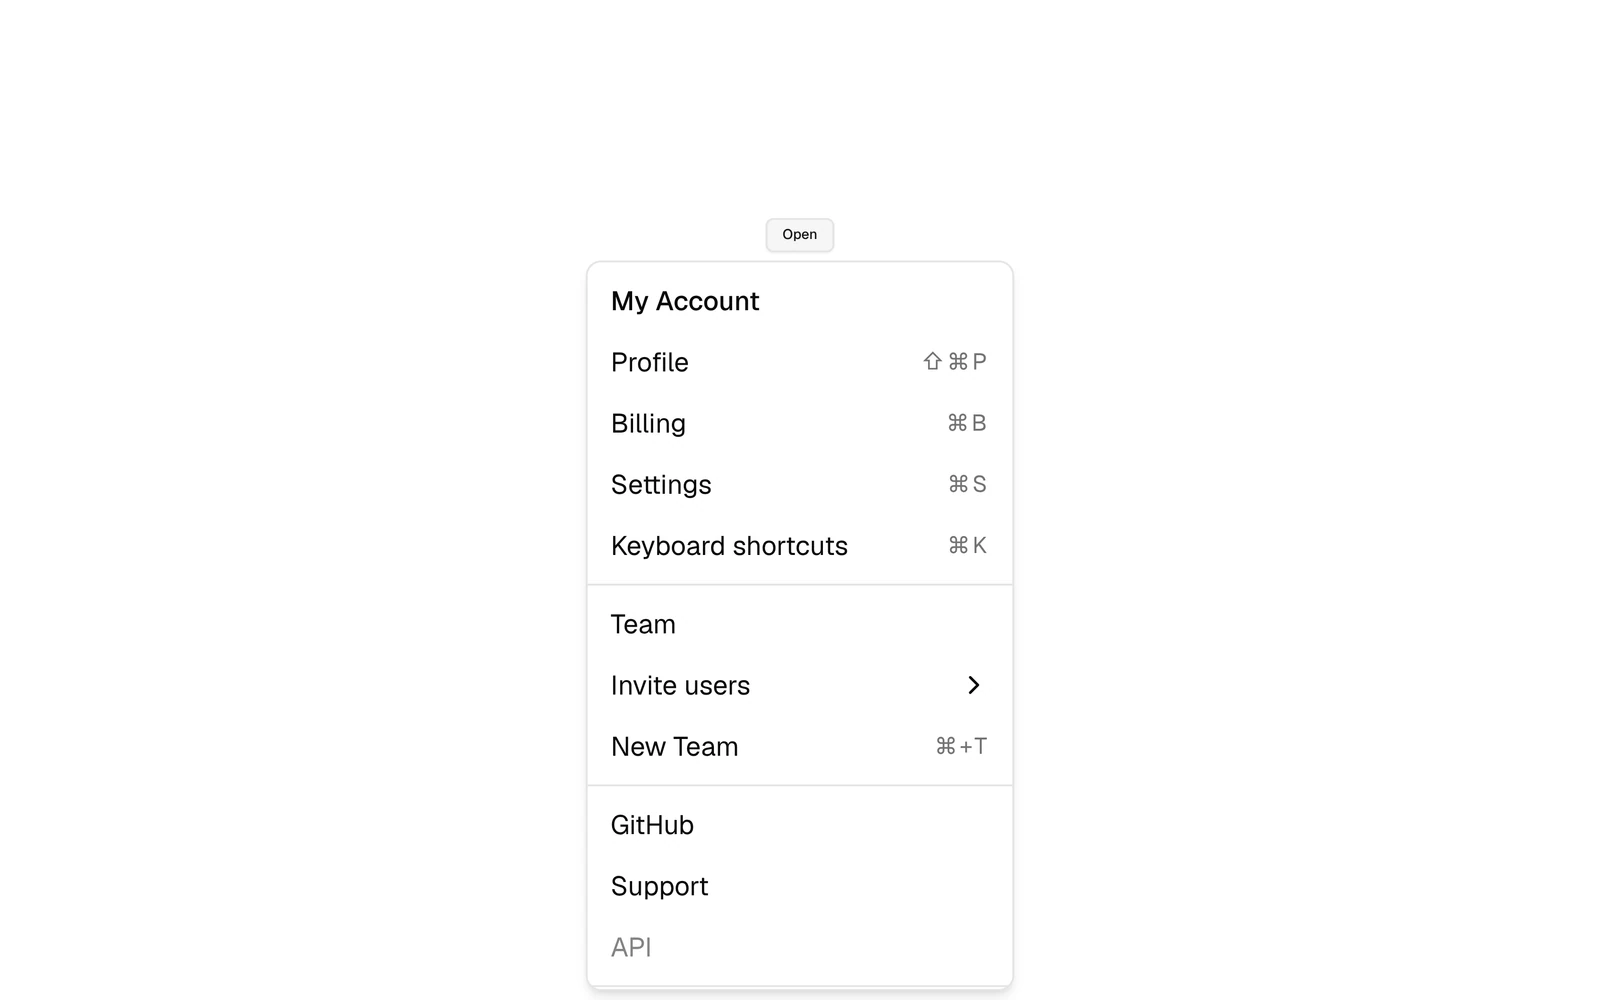 Open
My Account
Profile ⇧⌘P
Billing ⌘B
Settings ⌘S
Keyboard shortcuts ⌘K
Team
Invite users
New Team ⌘+T
GitHub
Support
API